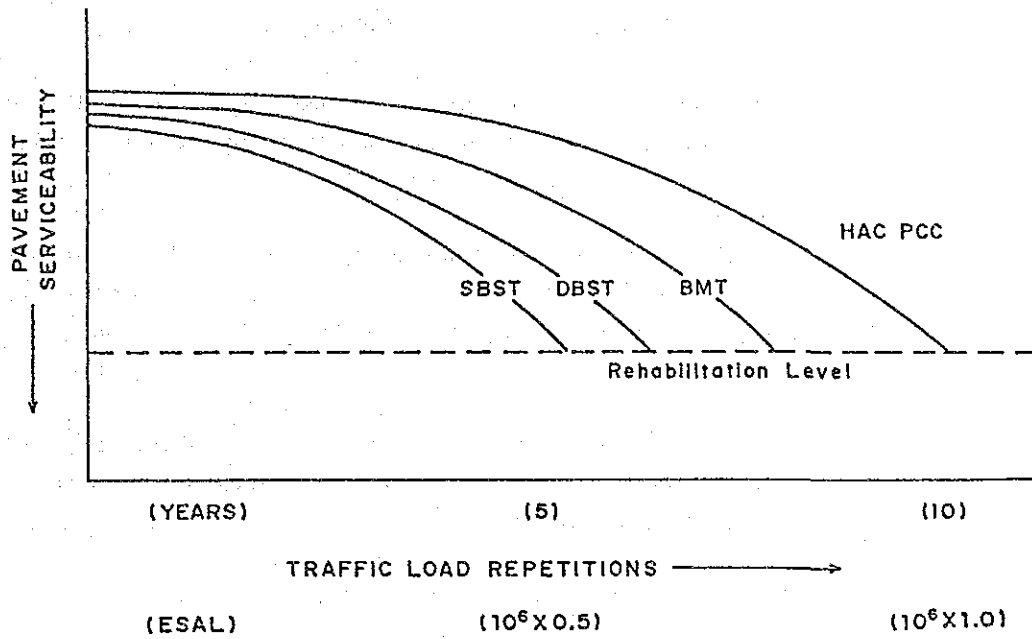 PAVEMENT
SERVICEABILITY
HAC PCC
SBST
DBST
BMT
Rehabilitation Level
(YEARS) (5) (10)
TRAFFIC LOAD REPETITIONS
(ESAL) (10⁶X0.5) (10⁶X1.0)